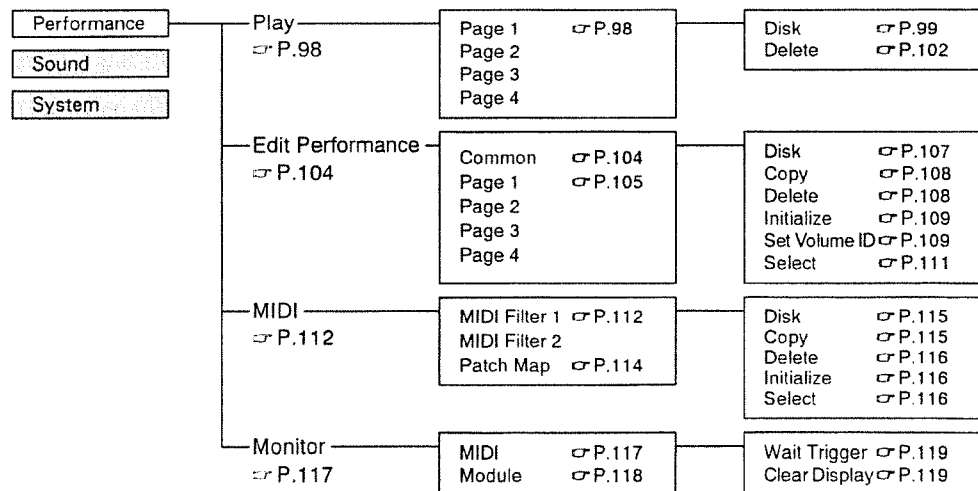 Performance
Sound
System
Play
☞ P.98
Page 1 ☞ P.98
Page 2
Page 3
Page 4
Disk ☞ P.99
Delete ☞ P.102
Edit Performance
☞ P.104
Common ☞ P.104
Page 1 ☞ P.105
Page 2
Page 3
Page 4
Disk ☞ P.107
Copy ☞ P.108
Delete ☞ P.108
Initialize ☞ P.109
Set Volume ID ☞ P.109
Select ☞ P.111
MIDI
☞ P.112
MIDI Filter 1 ☞ P.112
MIDI Filter 2
Patch Map ☞ P.114
Disk ☞ P.115
Copy ☞ P.115
Delete ☞ P.116
Initialize ☞ P.116
Select ☞ P.116
Monitor
☞ P.117
MIDI ☞ P.117
Module ☞ P.118
Wait Trigger ☞ P.119
Clear Display ☞ P.119